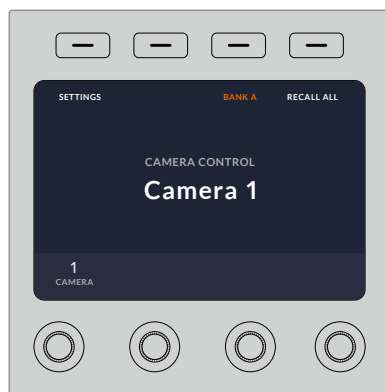 SETTINGS BANK A RECALL ALL
CAMERA CONTROL
Camera 1
1
CAMERA